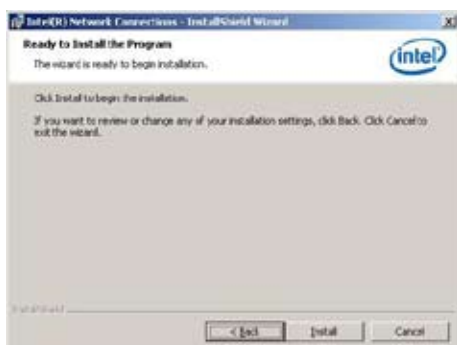 Intel(R) Network Connections - InstallShield Wizard
Ready to Install the Program
The wizard is ready to begin installation.
intel
Click Install to begin the installation.
If you want to review or change any of your installation settings, click Back. Click Cancel to
exit the wizard.
InstallShield
< Back
Install
Cancel